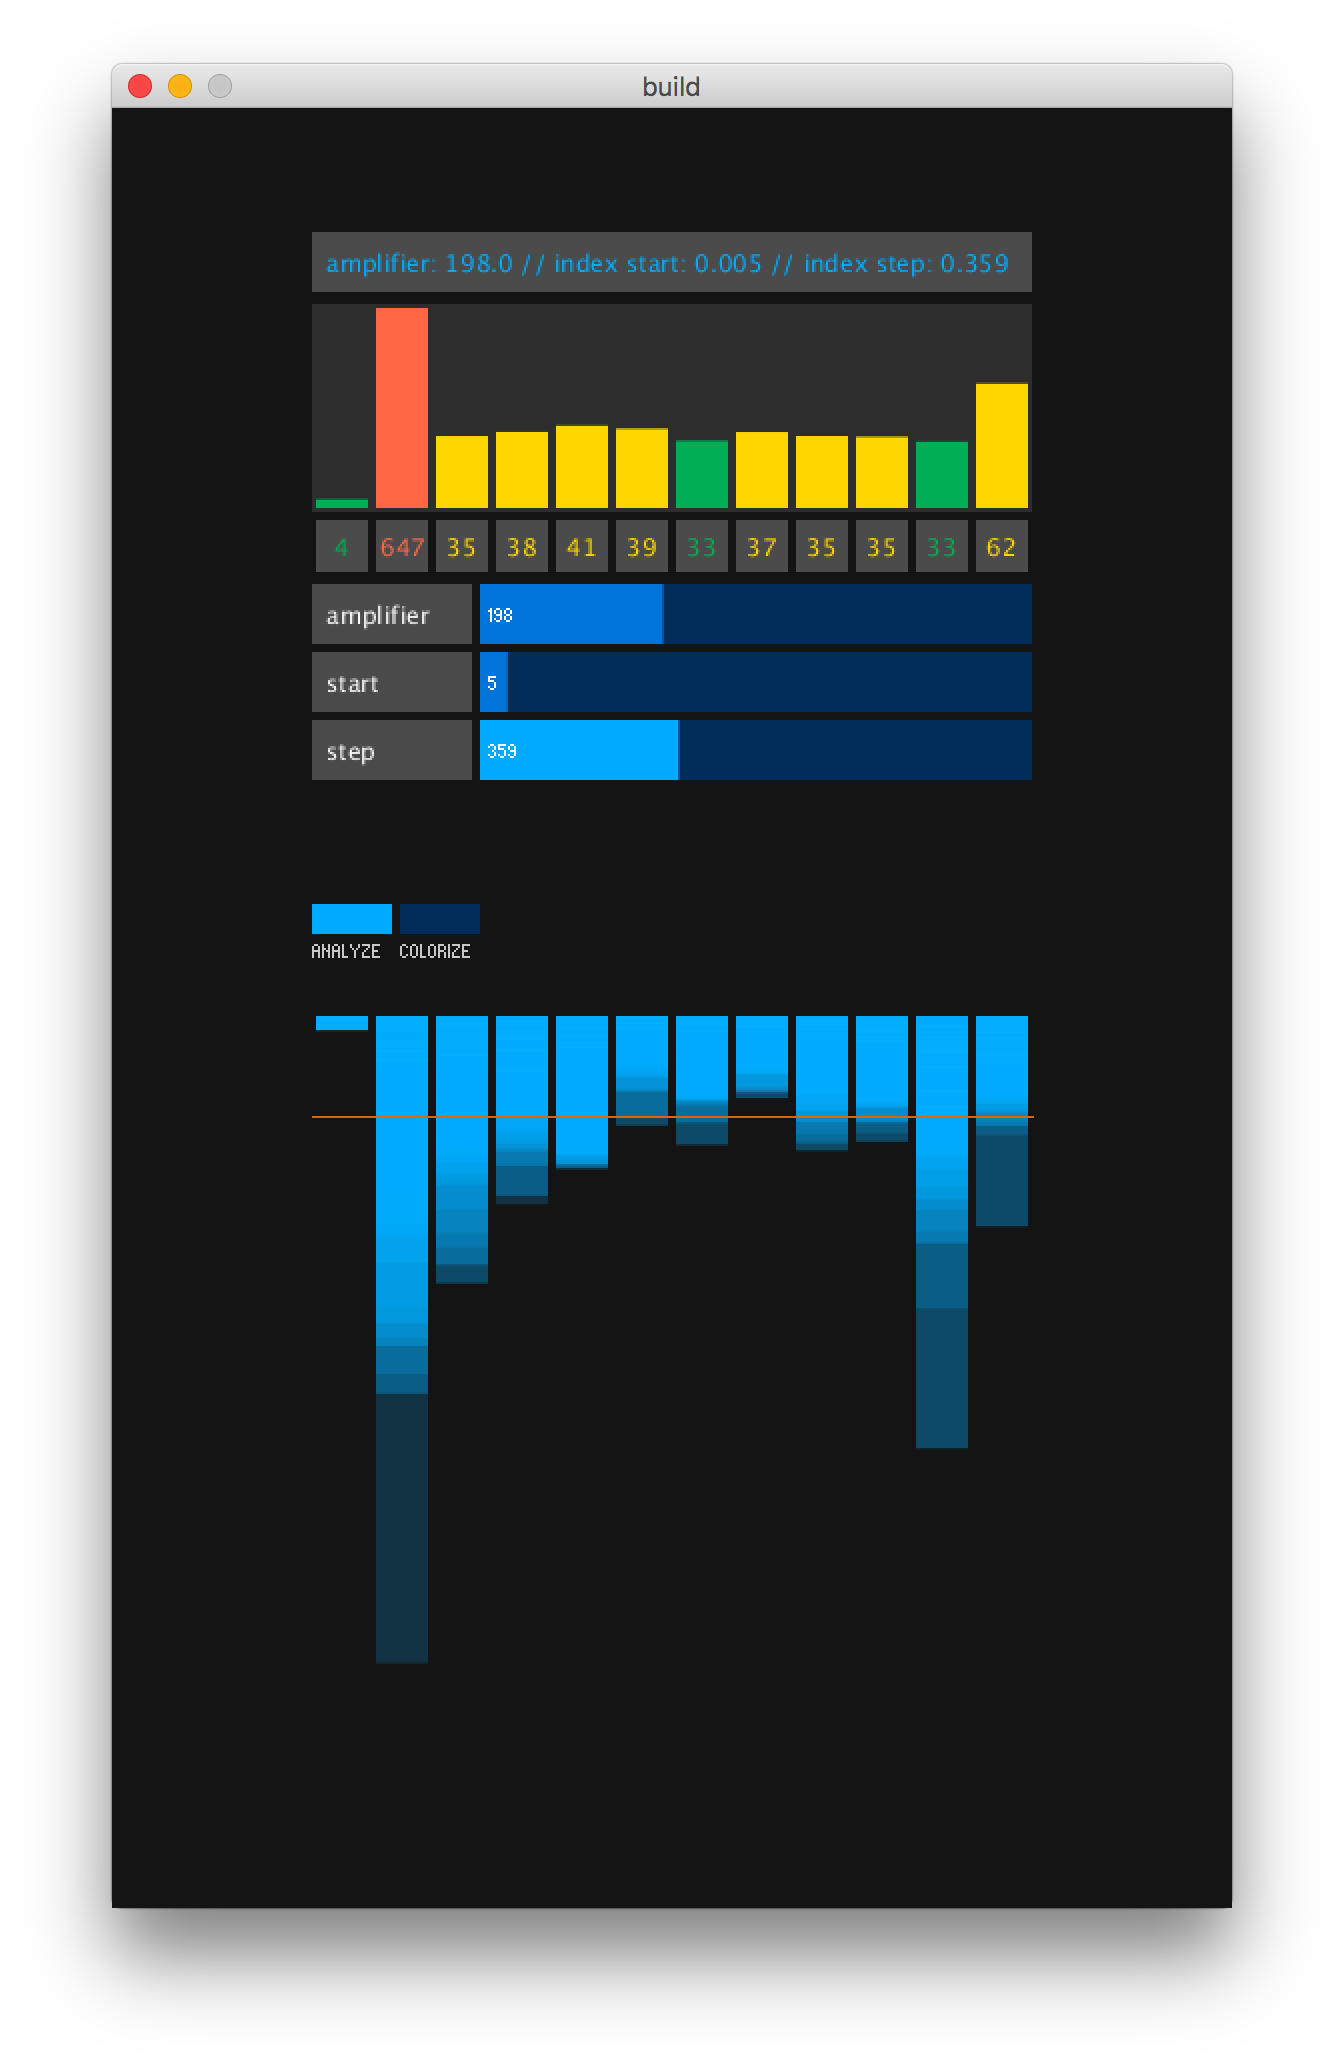 build
amplifier: 198.0 // index start: 0.005 // index step: 0.359
4 647 35 38 41 39 33 37 35 35 33 62
amplifier 198
start 5
step 359
ANALYZE COLORIZE